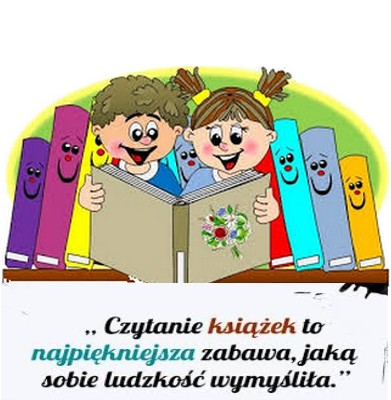 „ Czytanie książek to
najpiękniejsza zabawa, jaką
sobie ludzkość wymyśliła.”